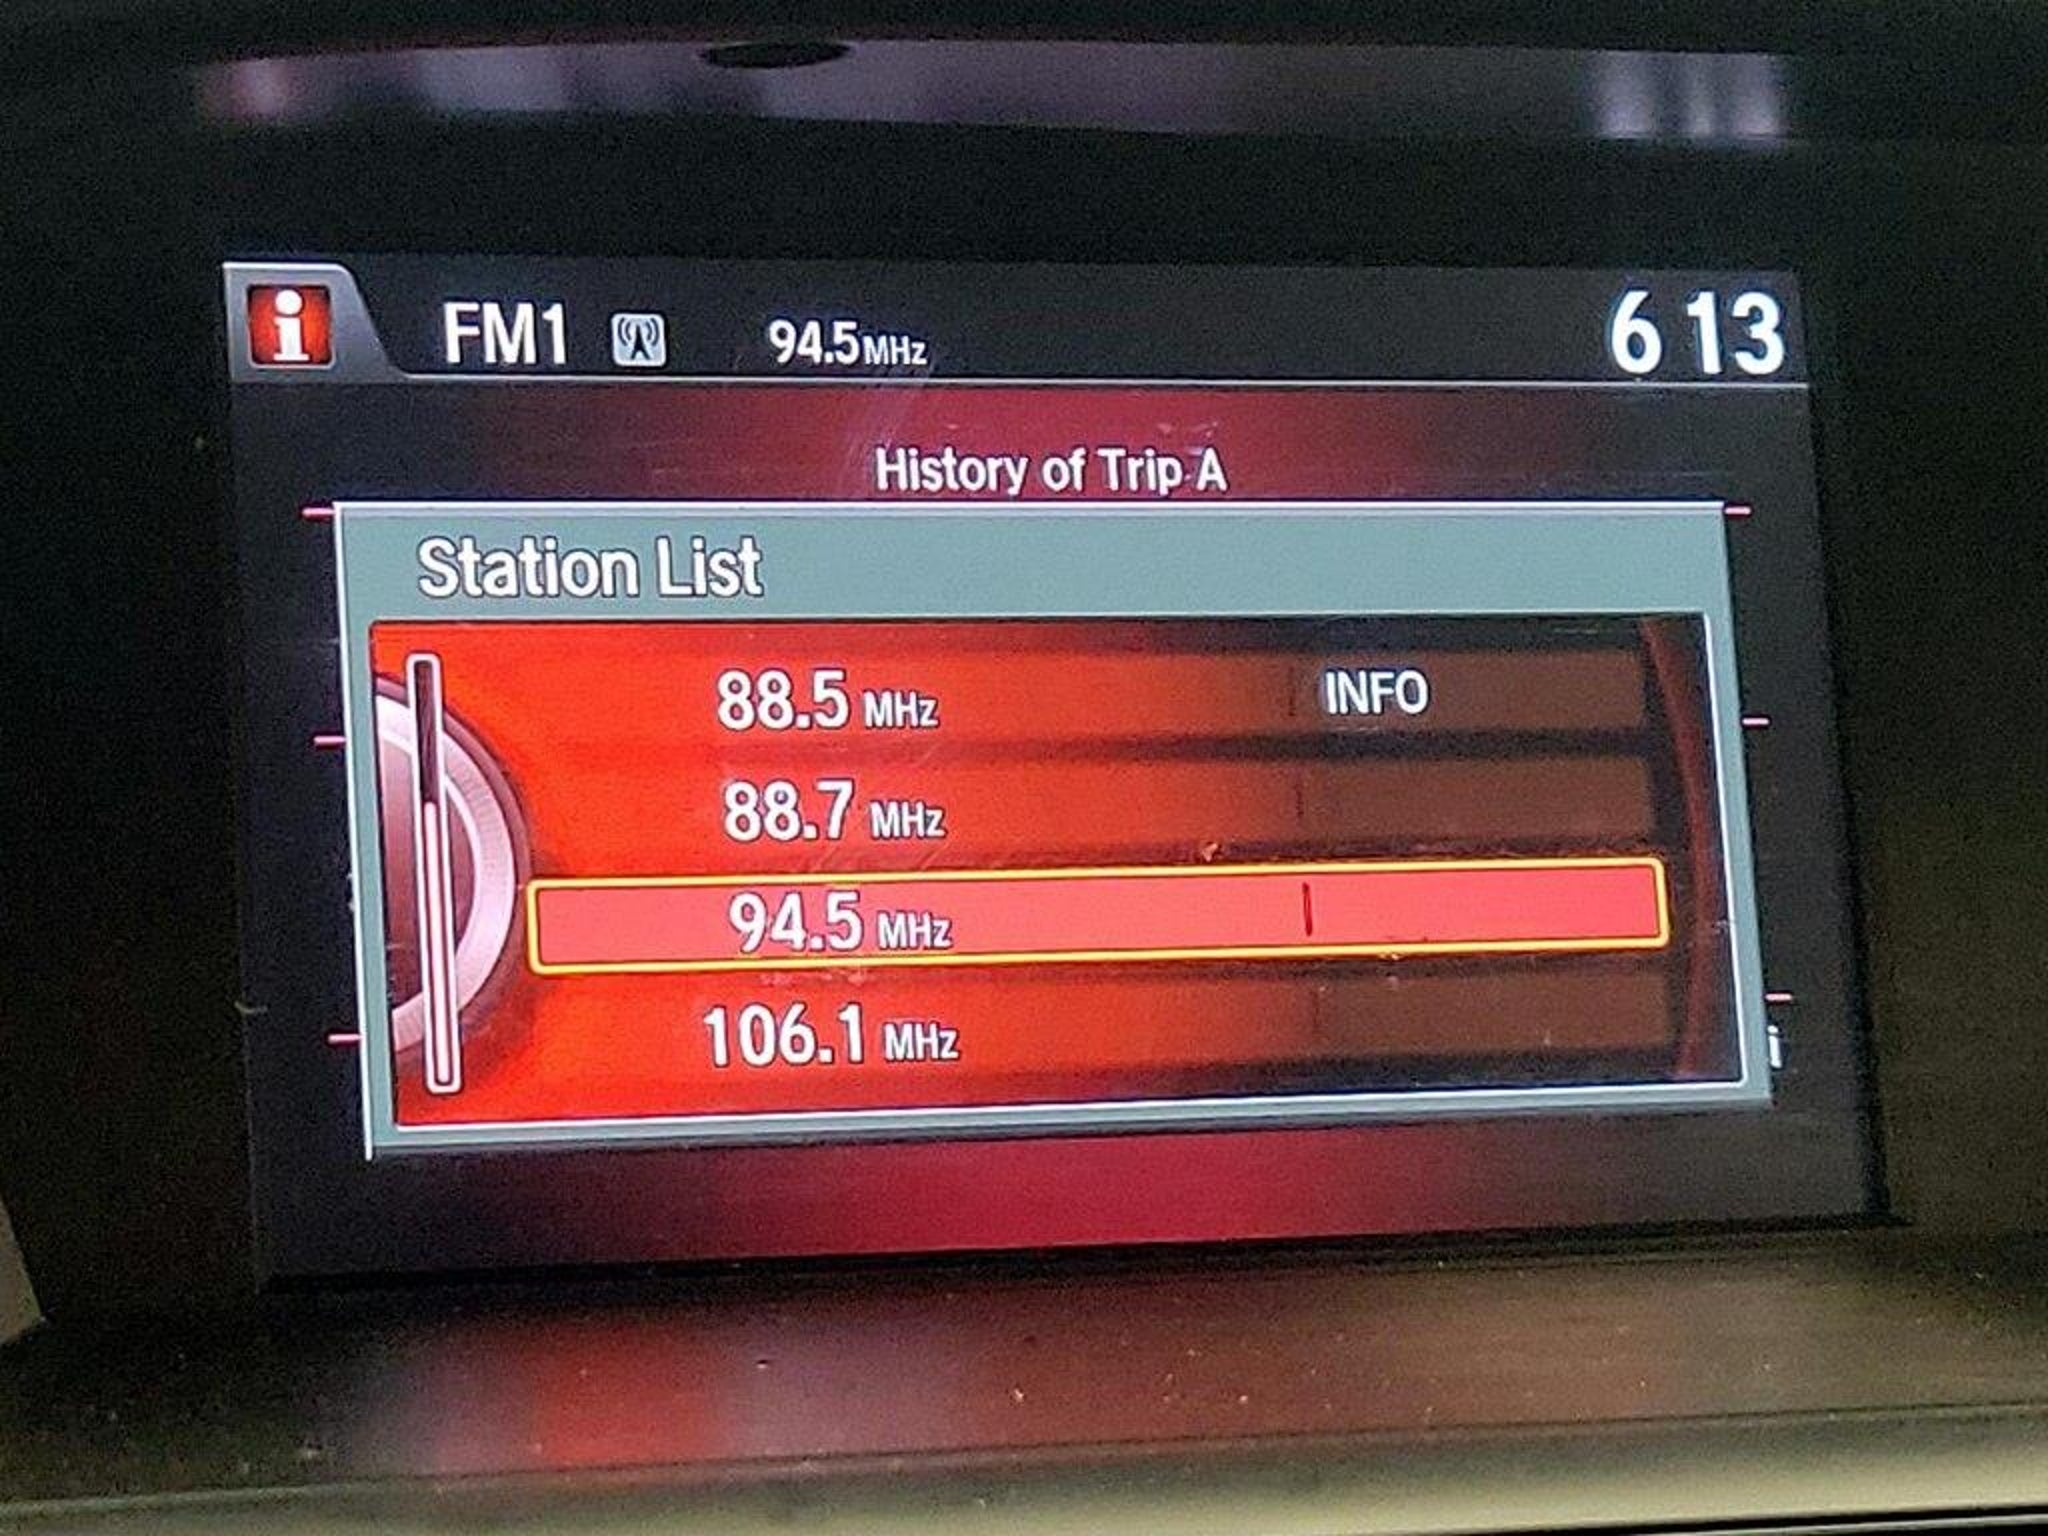 i FM1 94.5MHz 6 13
History of Trip A
Station List
88.5 MHz INFO
88.7 MHz
94.5 MHz
106.1 MHz
i